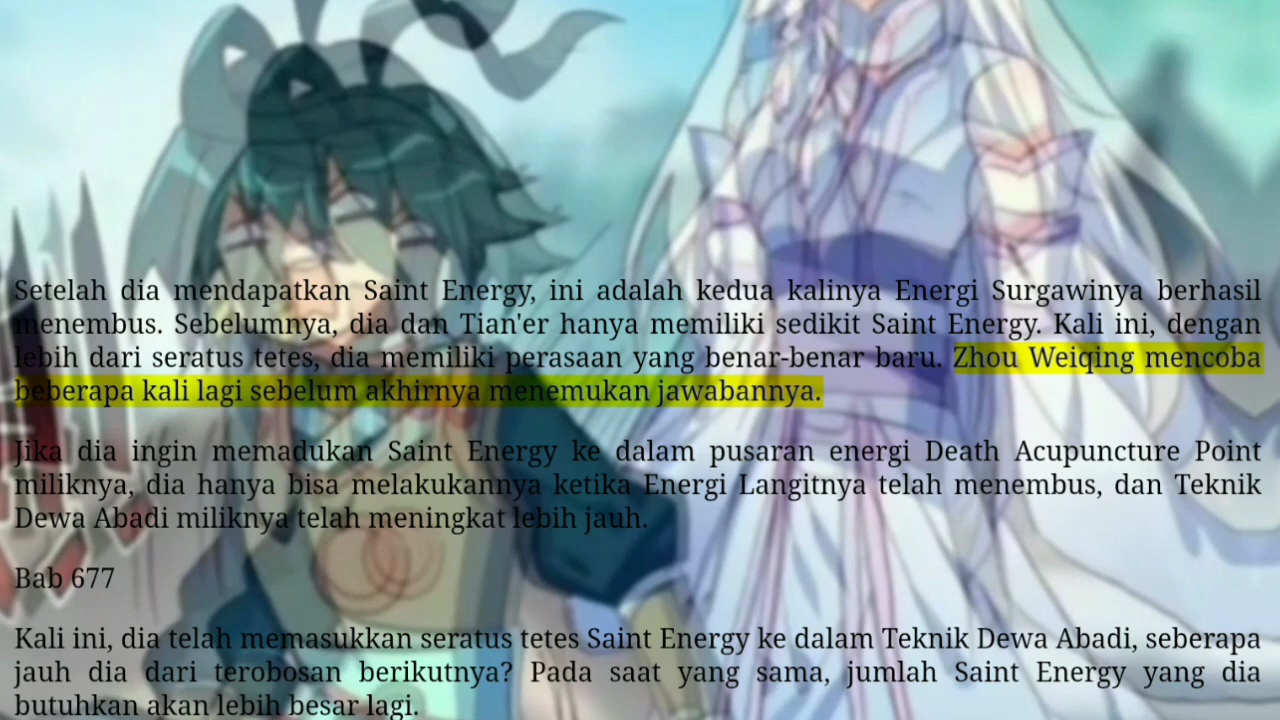 Setelah dia mendapatkan Saint Energy, ini adalah kedua kalinya Energi Surgawinya berhasil
menembus. Sebelumnya, dia dan Tian'er hanya memiliki sedikit Saint Energy. Kali ini, dengan
lebih dari seratus tetes, dia memiliki perasaan yang benar-benar baru. Zhou Weiqing mencoba
beberapa kali lagi sebelum akhirnya menemukan jawabannya.
Jika dia ingin memadukan Saint Energy ke dalam pusaran energi Death Acupuncture Point
miliknya, dia hanya bisa melakukannya ketika Energi Langitnya telah menembus, dan Teknik
Dewa Abadi miliknya telah meningkat lebih jauh.
Bab 677
Kali ini, dia telah memasukkan seratus tetes Saint Energy ke dalam Teknik Dewa Abadi, seberapa
jauh dia dari terobosan berikutnya? Pada saat yang sama, jumlah Saint Energy yang dia
butuhkan akan lebih besar lagi.